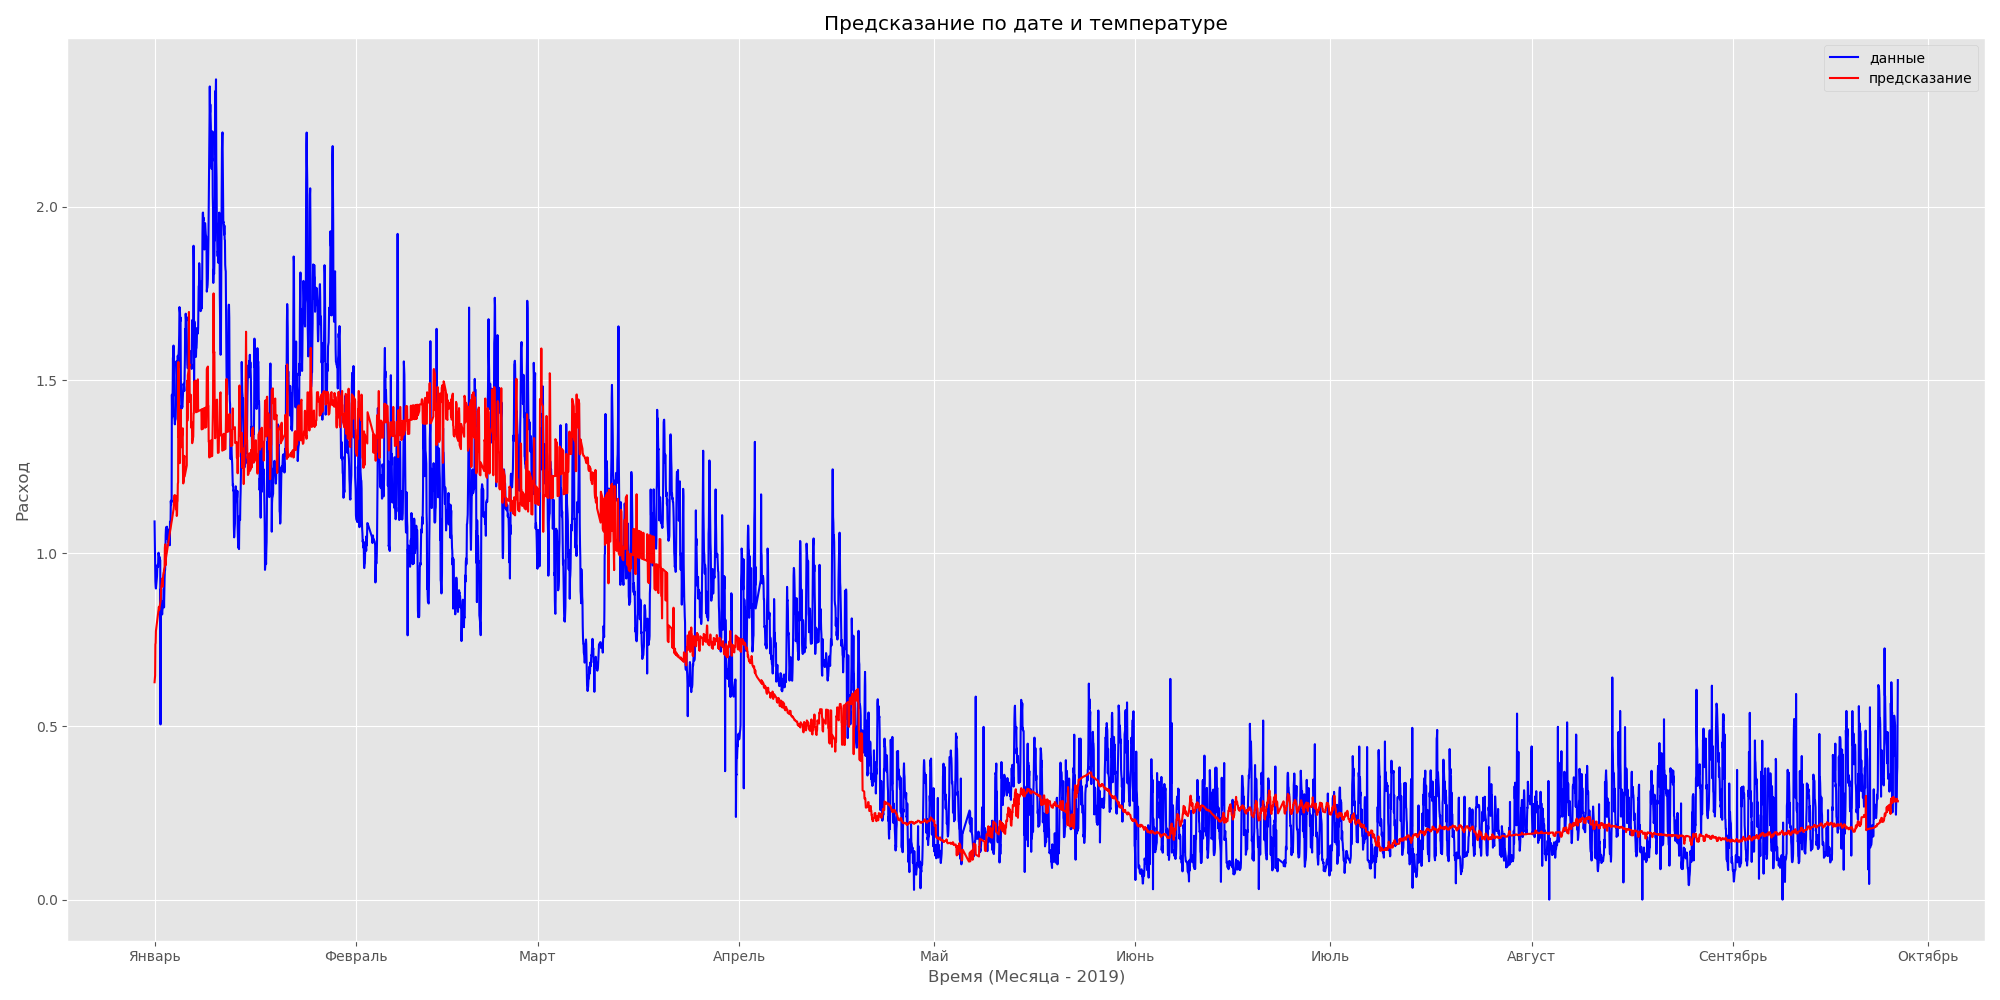 Предсказание по дате и температуре
данные
предсказание
Расход
2.0
1.5
1.0
0.5
0.0
Январь Февраль Март Апрель Май Июнь Июль Август Сентябрь Октябрь
Время (Месяца - 2019)